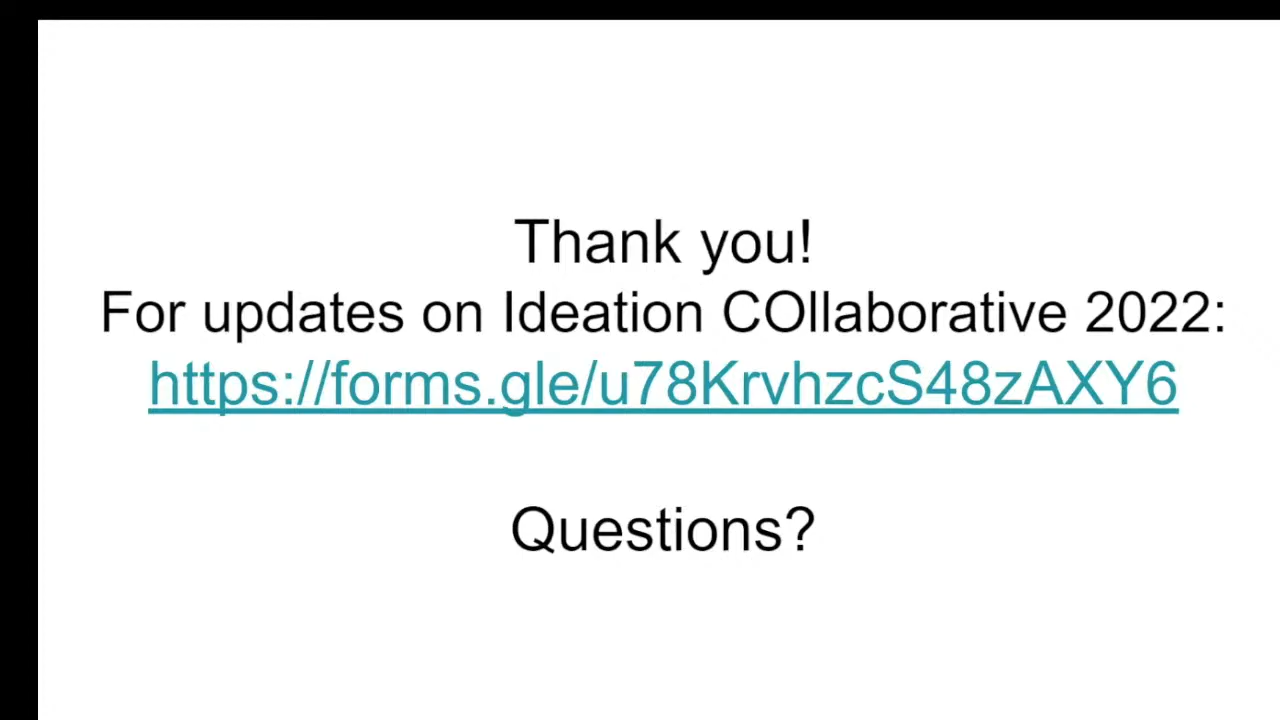 Thank you!
For updates on Ideation COllaborative 2022:
https://forms.gle/u78KrvhzcS48zAXY6
Questions?